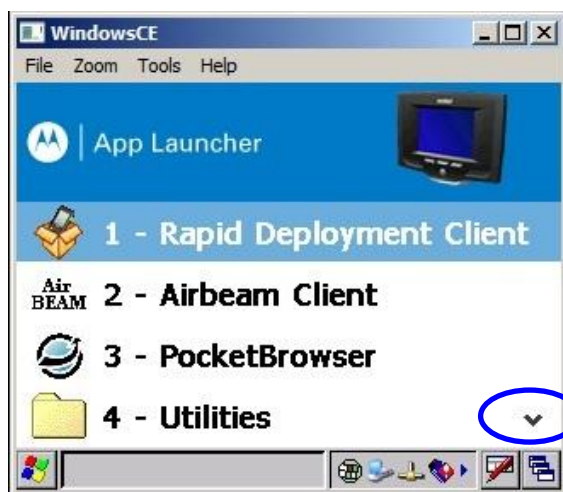 WindowsCE
File Zoom Tools Help
App Launcher
1 - Rapid Deployment Client
Air
BEAM
2 - Airbeam Client
3 - PocketBrowser
4 - Utilities